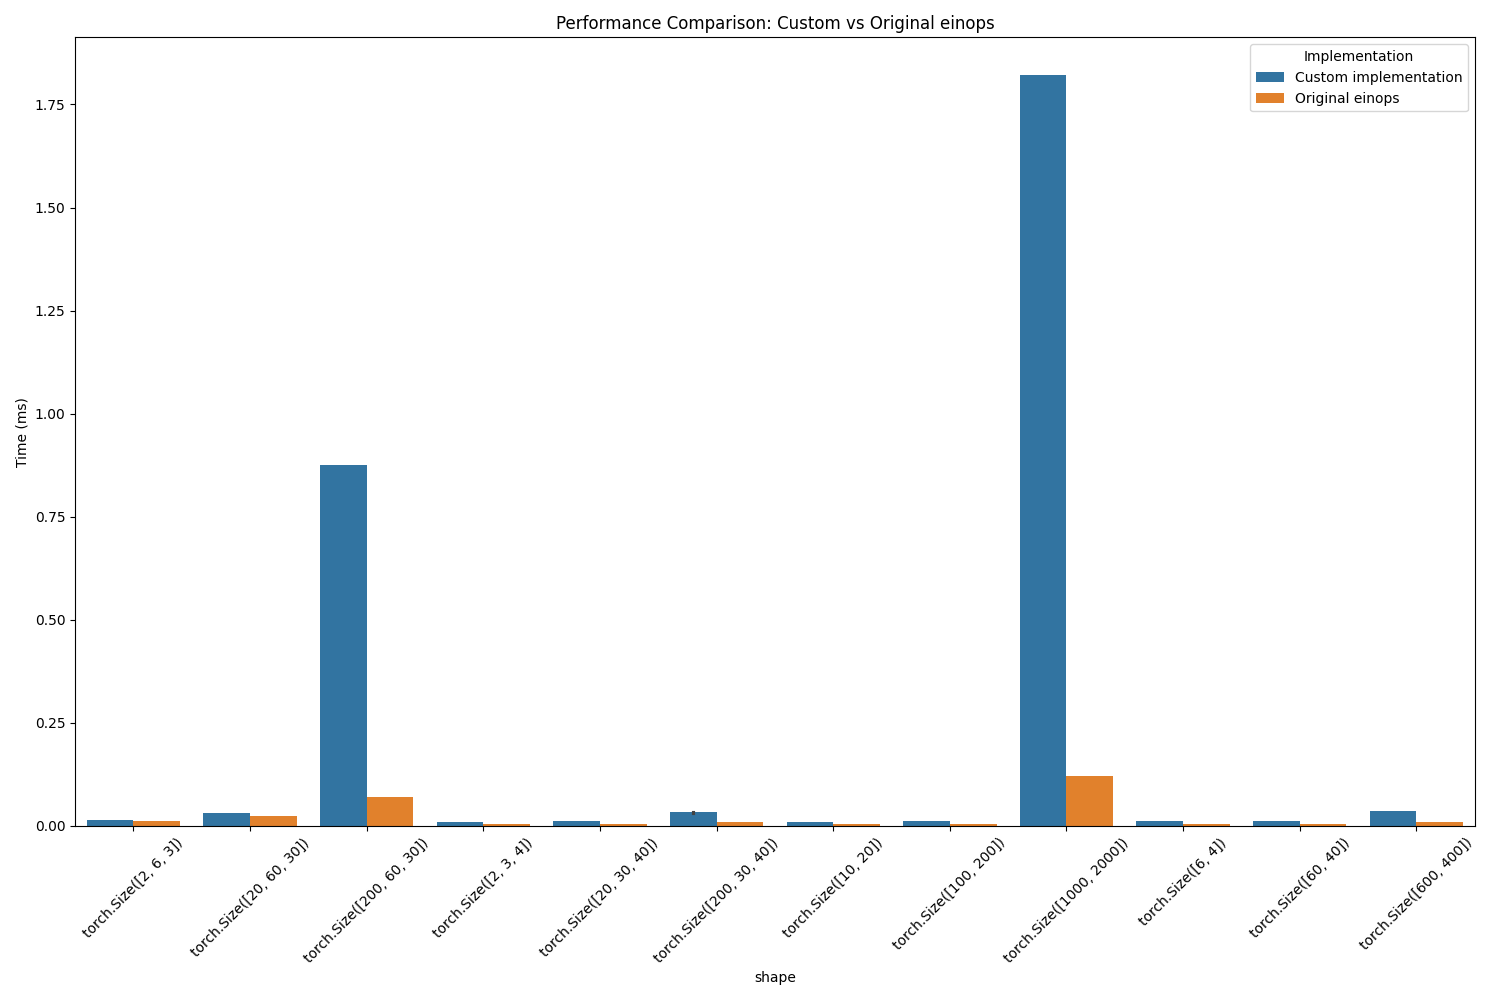 Performance Comparison: Custom vs Original einops
Implementation
Custom implementation
Original einops
Time (ms)
1.75
1.50
1.25
1.00
0.75
0.50
0.25
0.00
torch.Size([2, 6, 3])
torch.Size([20, 60, 30])
torch.Size([200, 60, 30])
torch.Size([2, 3, 4])
torch.Size([20, 30, 40])
torch.Size([200, 30, 40])
torch.Size([10, 20])
torch.Size([100, 200])
torch.Size([1000, 2000])
torch.Size([6, 4])
torch.Size([60, 40])
torch.Size([600, 400])
shape